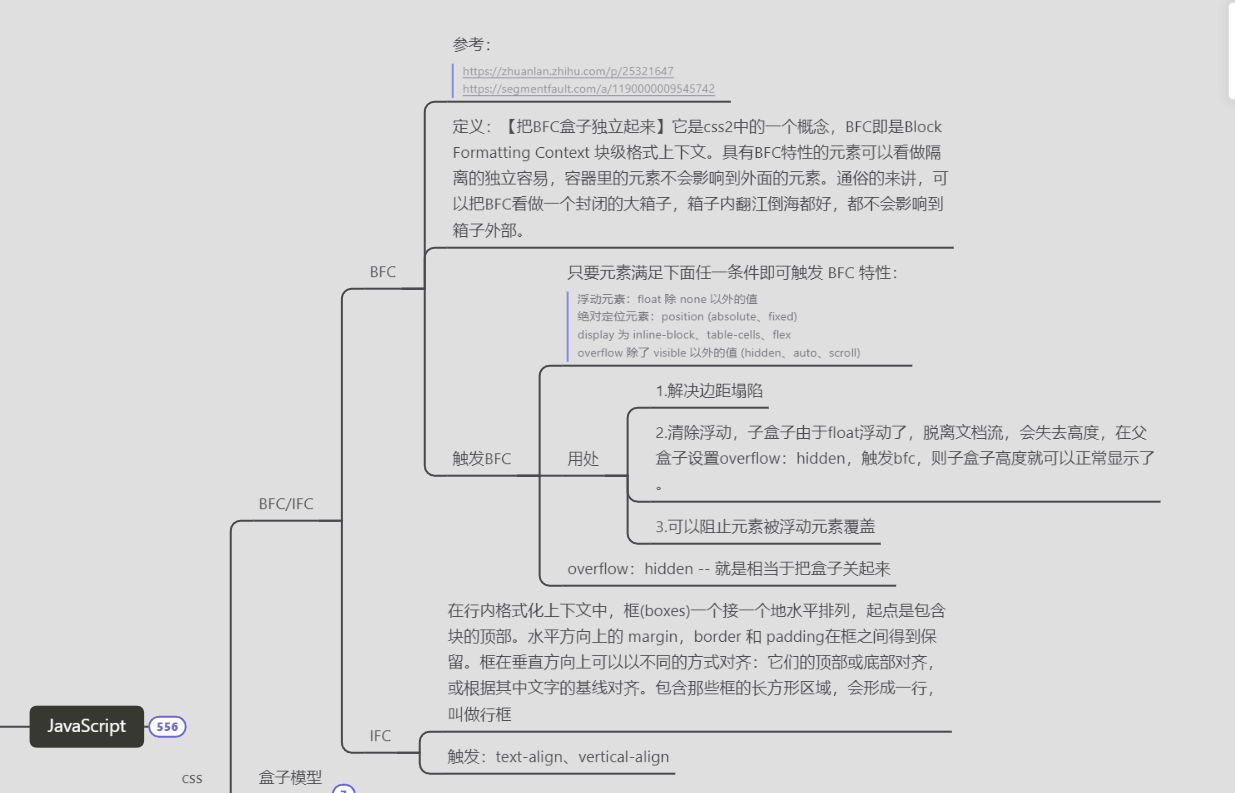 参考：
https://zhuanlan.zhihu.com/p/25321647
https://segmentfault.com/a/1190000009545742
定义：【把BFC盒子独立起来】它是css2中的一个概念，BFC即是Block
Formatting Context 块级格式上下文。具有BFC特性的元素可以看做隔
离的独立容易，容器里的元素不会影响到外面的元素。通俗的来讲，可
以把BFC看做一个封闭的大箱子，箱子内翻江倒海都好，都不会影响到
箱子外部。
BFC
只要元素满足下面任一条件即可触发 BFC 特性：
浮动元素：float 除 none 以外的值
绝对定位元素：position (absolute、fixed)
display 为 inline-block、table-cells、flex
overflow 除了 visible 以外的值 (hidden、auto、scroll)
1.解决边距塌陷
2.清除浮动，子盒子由于float浮动了，脱离文档流，会失去高度，在父
盒子设置overflow：hidden，触发bfc，则子盒子高度就可以正常显示了
。
触发BFC
用处
BFC/IFC
3.可以阻止元素被浮动元素覆盖
overflow：hidden -- 就是相当于把盒子关起来
在行内格式化上下文中，框(boxes)一个接一个地水平排列，起点是包含
块的顶部。水平方向上的 margin，border 和 padding在框之间得到保
留。框在垂直方向上可以以不同的方式对齐：它们的顶部或底部对齐，
或根据其中文字的基线对齐。包含那些框的长方形区域，会形成一行，
叫做行框
JavaScript
556
IFC
触发：text-align、vertical-align
css
盒子模型